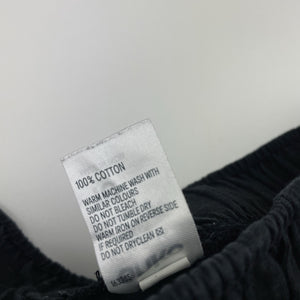 100% COTTON
WARM MACHINE WASH WITH
SIMILAR COLOURS
DO NOT BLEACH
DO NOT TUMBLE DRY
WARM IRON ON REVERSE SIDE
IF REQUIRED
DO NOT DRYCLEAN